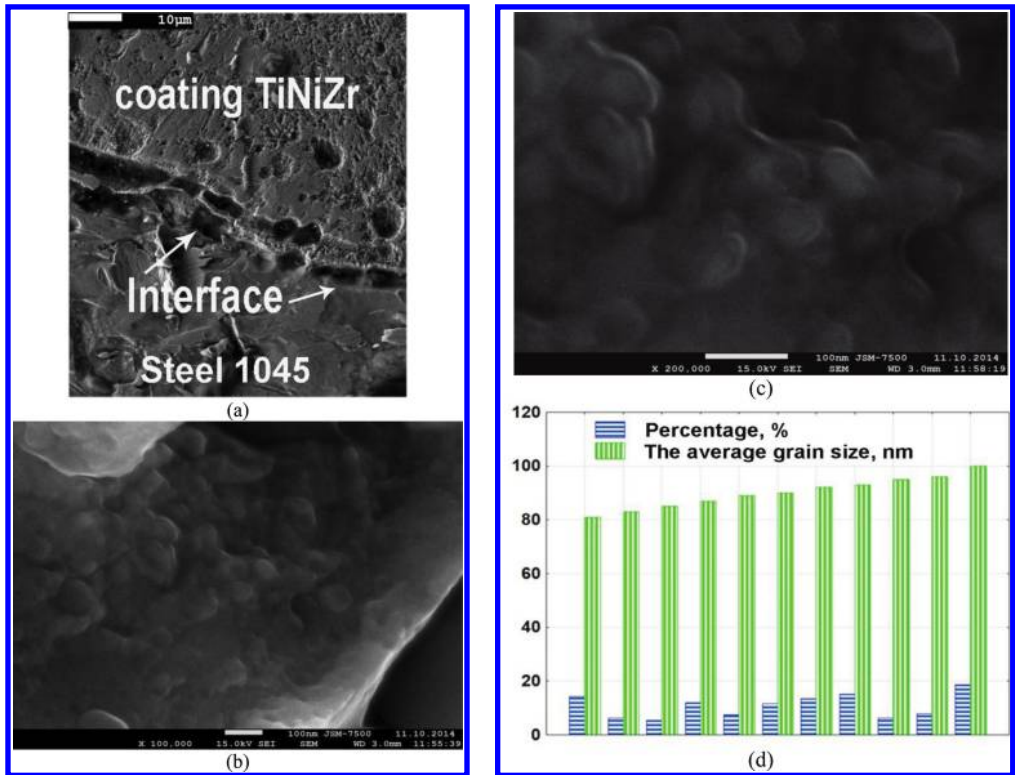 10µm
coating TiNiZr
Interface
Steel 1045
(a)
100nm JSM-7500 11.10.2014
X 100,000 15.0kV SEI SEM WD 3.0mm 11:55:39
(b)
100nm JSM-7500 11.10.2014
X 200,000 15.0kV SEI SEM WD 3.0mm 11:58:19
(c)
120
100
80
60
40
20
0
Percentage, %
The average grain size, nm
(d)